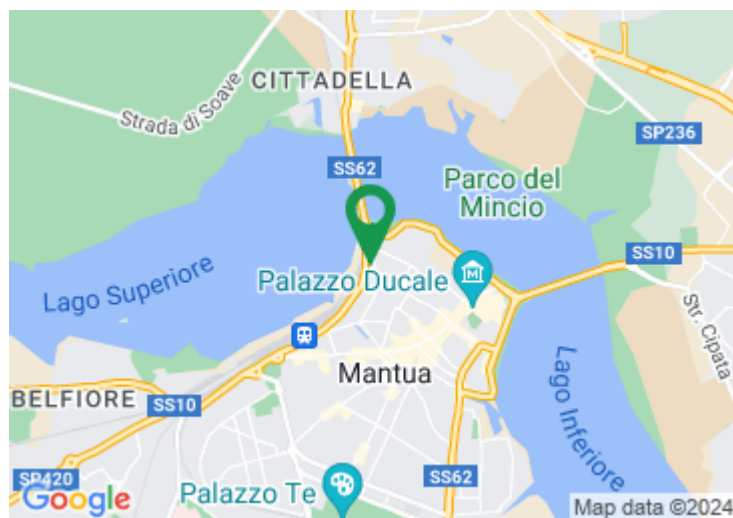 CITTADELLA
Strada di Soave
SP236
SS62
Parco del
Mincio
SS10
Palazzo Ducale
Lago Superiore
Str. Cipata
Mantua
Lago Inferiore
BELFIORE
SS10
SP420
SS62
Palazzo Te
Google
Map data ©2024